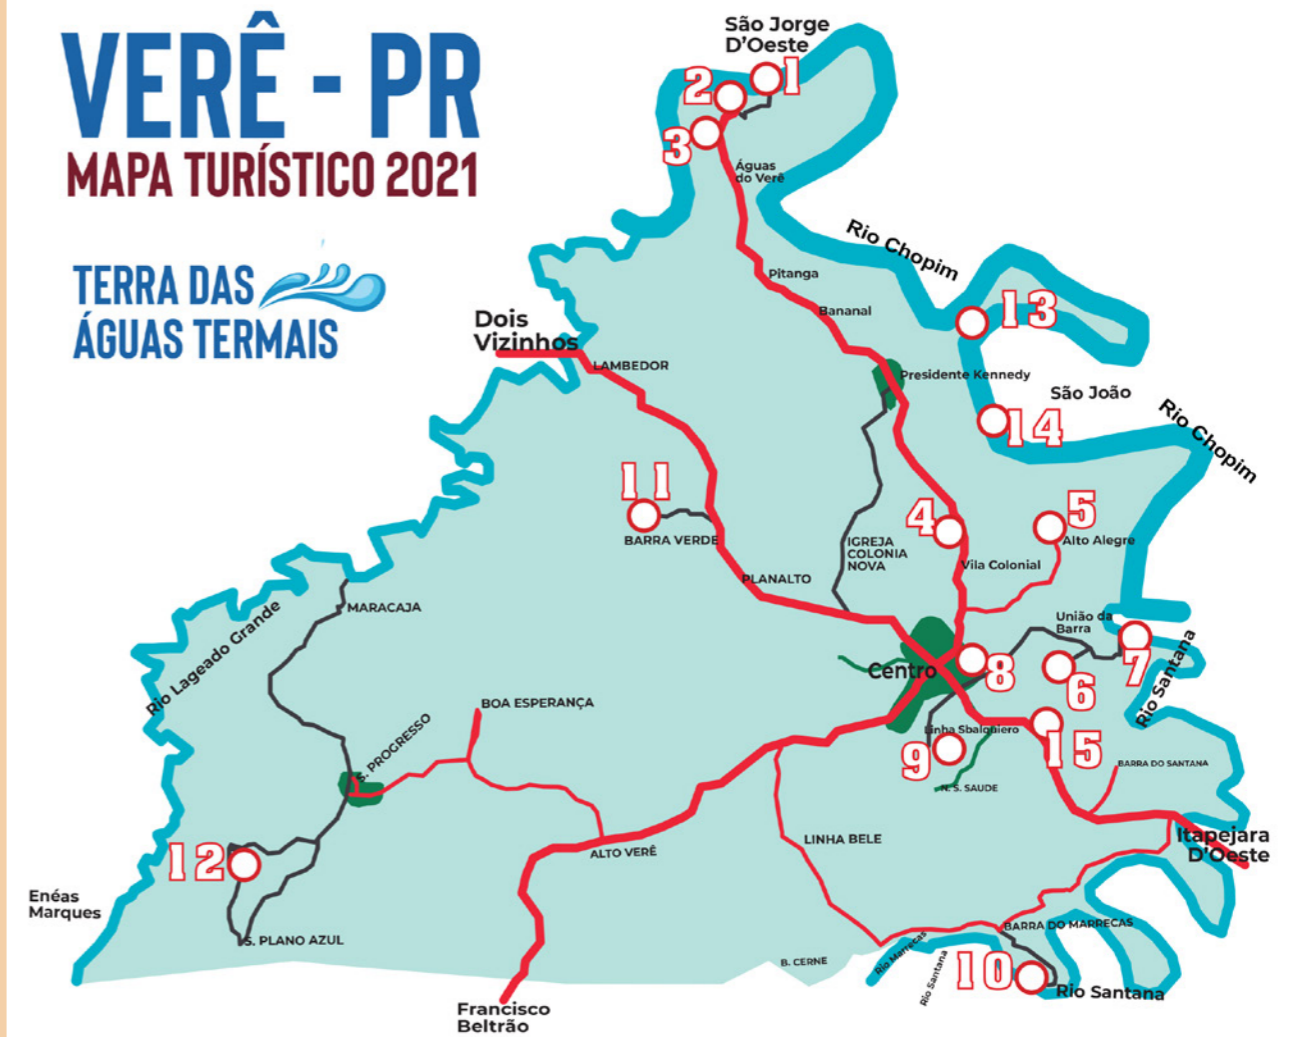 VERÊ - PR
MAPA TURÍSTICO 2021
TERRA DAS
ÁGUAS TERMAIS
São Jorge
D'Oeste
1
2
3
Águas
do Verê
Rio Chopim
Pitanga
13
Bananal
Dois
Vizinhos
LAMBEDOR
Presidente Kennedy
São João
14
Rio Chopim
11
BARRA VERDE
4
5
Alto Alegre
IGREJA
COLONIA
NOVA
Vila Colonial
PLANALTO
MARACAJA
Rio Lageado Grande
União da
Barra
7
Rio Santana
Centro
8
6
BOA ESPERANÇA
S. PROGRESSO
Linha Sbalquiero
9
15
BARRA DO SANTANA
N. S. SAUDE
Itapejara
D'Oeste
LINHA BELE
ALTO VERÊ
12
Enéas
Marques
S. PLANO AZUL
BARRA DO MARRECAS
B. CERNE
Rio Marrecas
Rio Santana
10
Rio Santana
Francisco
Beltrão